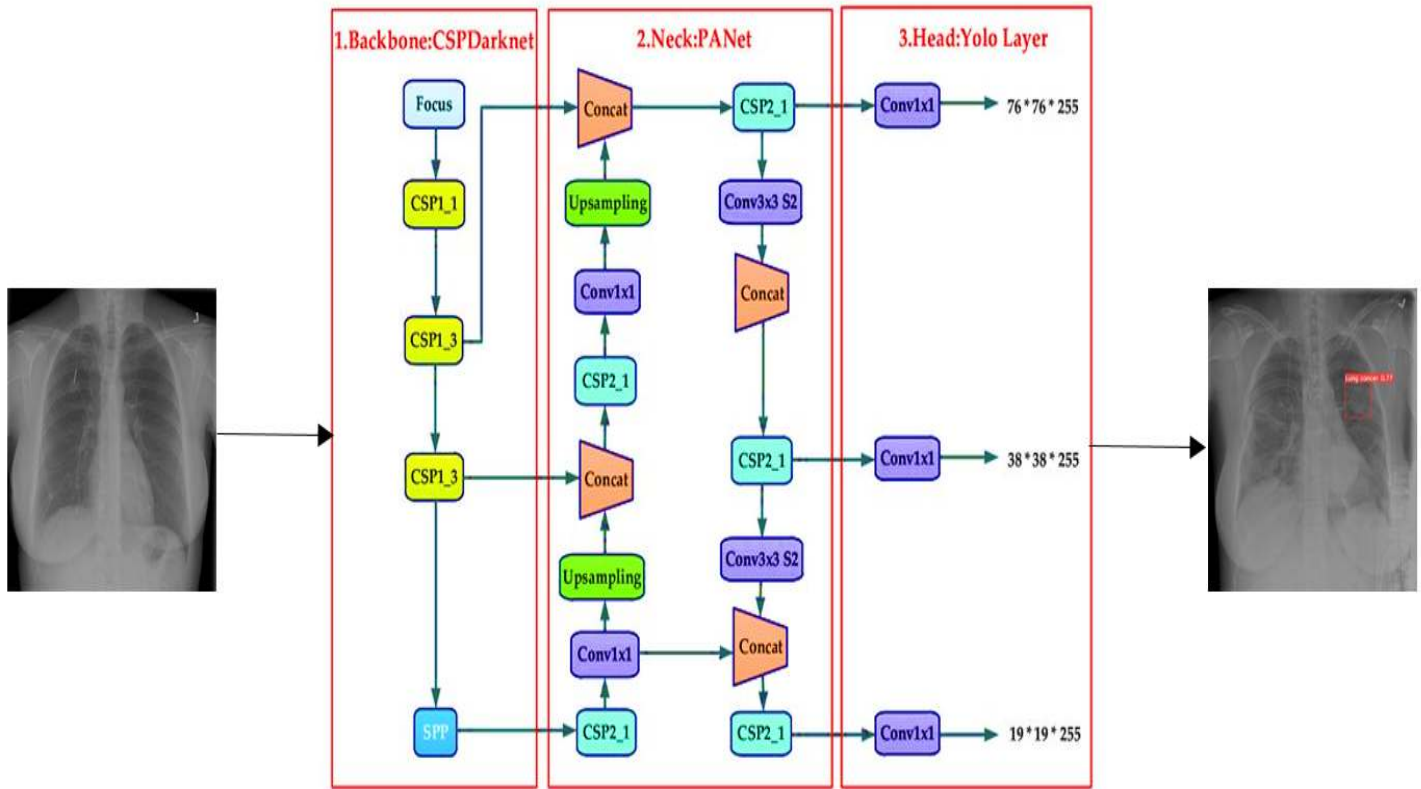 1.Backbone:CSPDarknet
2.Neck:PANet
3.Head:Yolo Layer
Focus
CSP1_1
CSP1_3
CSP1_3
SPP
Concat
Upsampling
Conv1x1
CSP2_1
Concat
Upsampling
Conv1x1
CSP2_1
CSP2_1
Conv3x3 S2
Concat
CSP2_1
Conv3x3 S2
Concat
CSP2_1
Conv1x1
76*76*255
Conv1x1
38*38*255
Conv1x1
19*19*255
Lung cancer